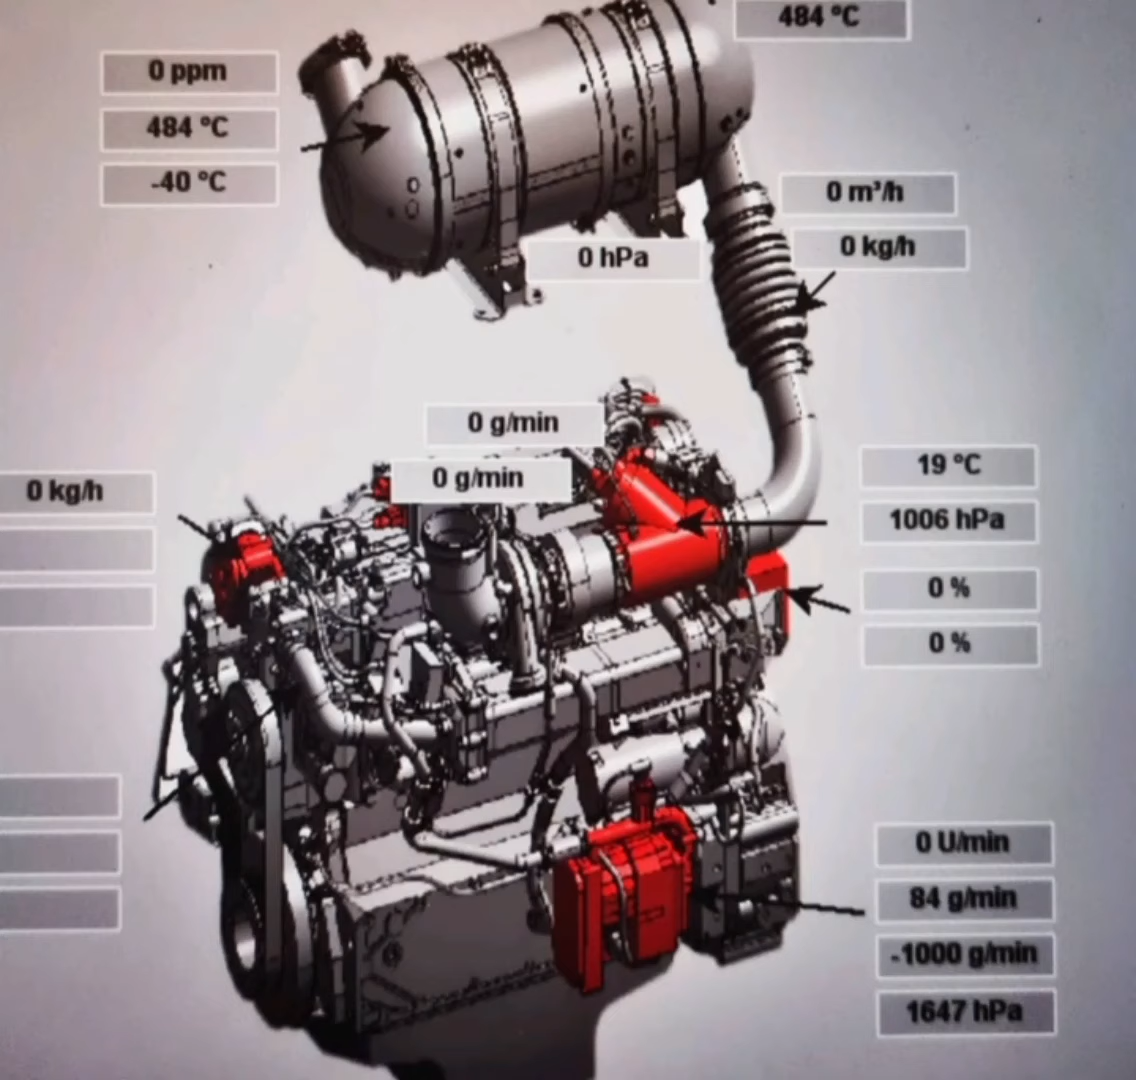 484 °C
0 ppm
484 °C
-40 °C
0 m³/h
0 kg/h
0 hPa
0 g/min
0 g/min
0 kg/h
19 °C
1006 hPa
0 %
0 %
0 U/min
84 g/min
-1000 g/min
1647 hPa